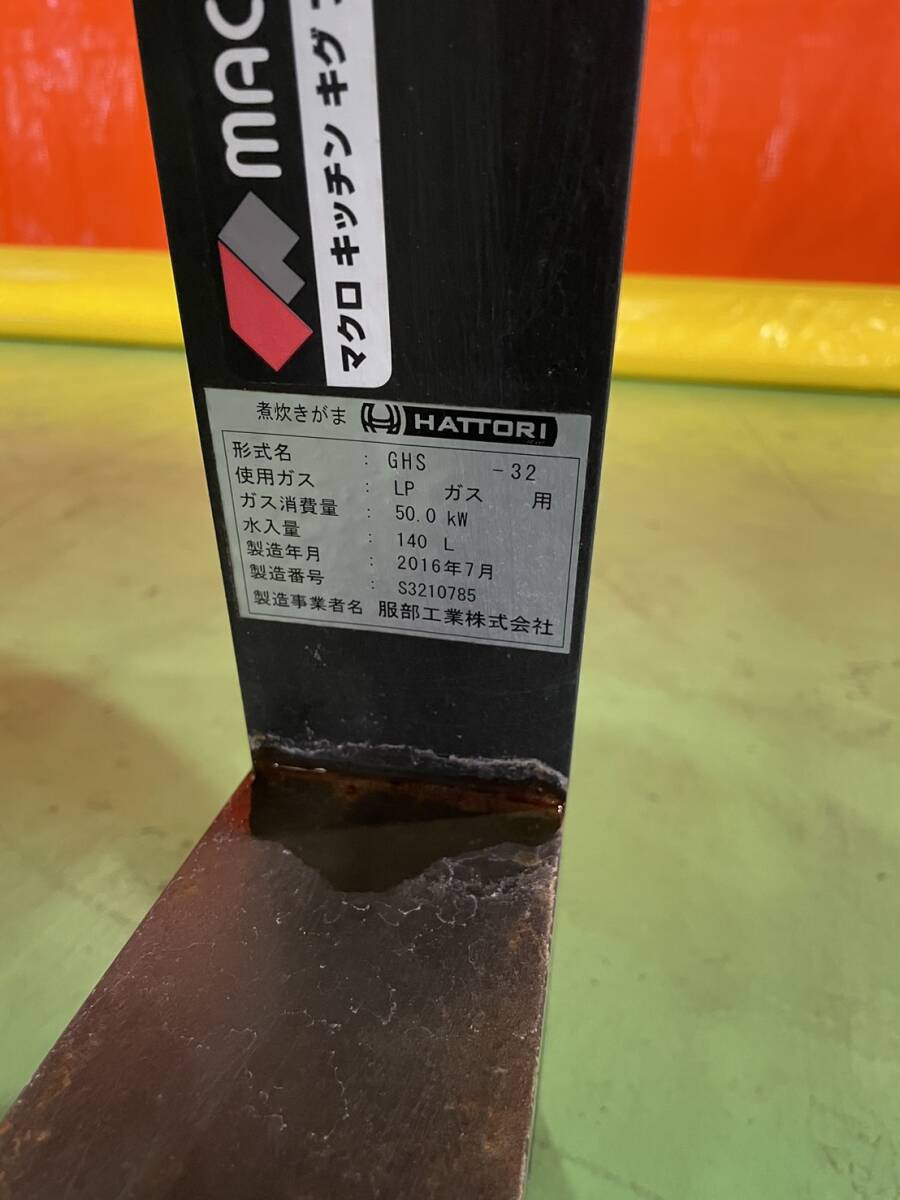 MAC
マクロ キッチン キグ
煮炊きがま HATTORI
形式名 : GHS -32
使用ガス : LP ガス 用
ガス消費量 : 50.0 kW
水入量 : 140 L
製造年月 : 2016年7月
製造番号 : S3210785
製造事業者名 服部工業株式会社